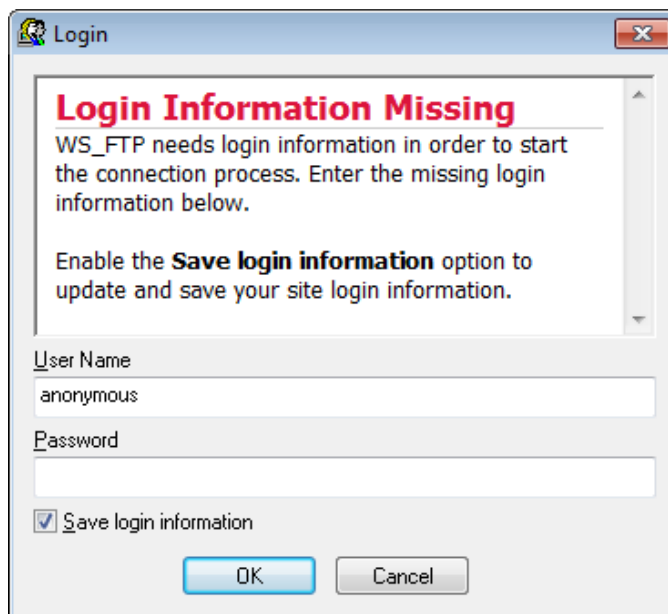 Login
Login Information Missing
WS_FTP needs login information in order to start
the connection process. Enter the missing login
information below.
Enable the Save login information option to
update and save your site login information.
User Name
anonymous
Password
Save login information
OK Cancel